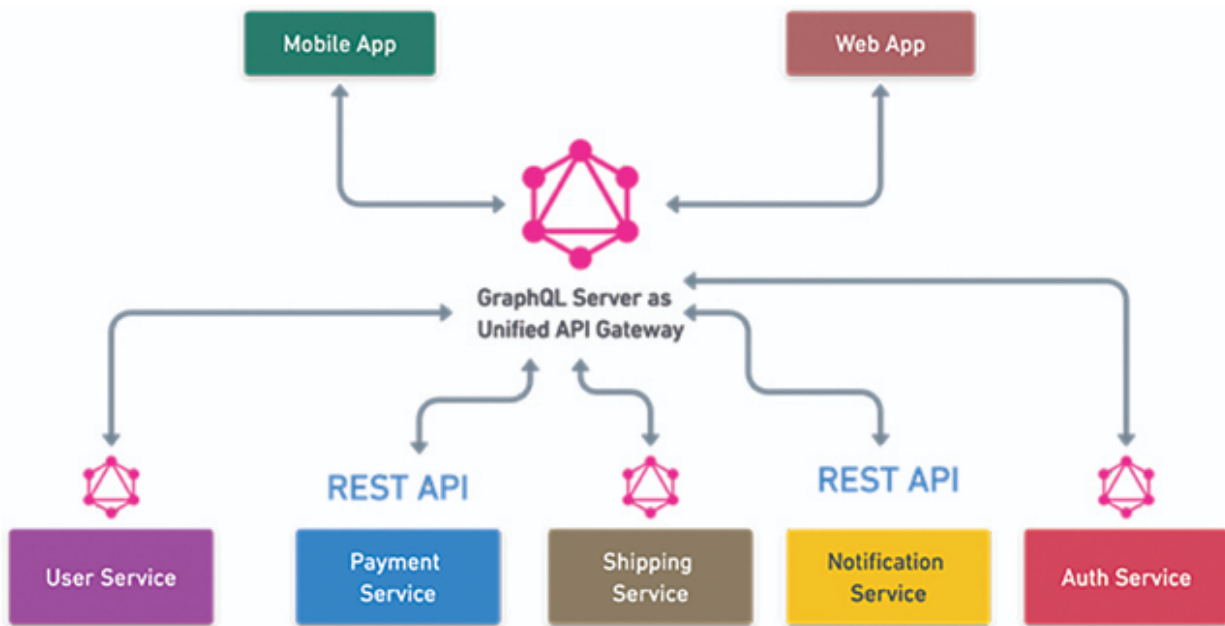 Mobile App
Web App
GraphQL Server as
Unified API Gateway
REST API
REST API
User Service
Payment
Service
Shipping
Service
Notification
Service
Auth Service